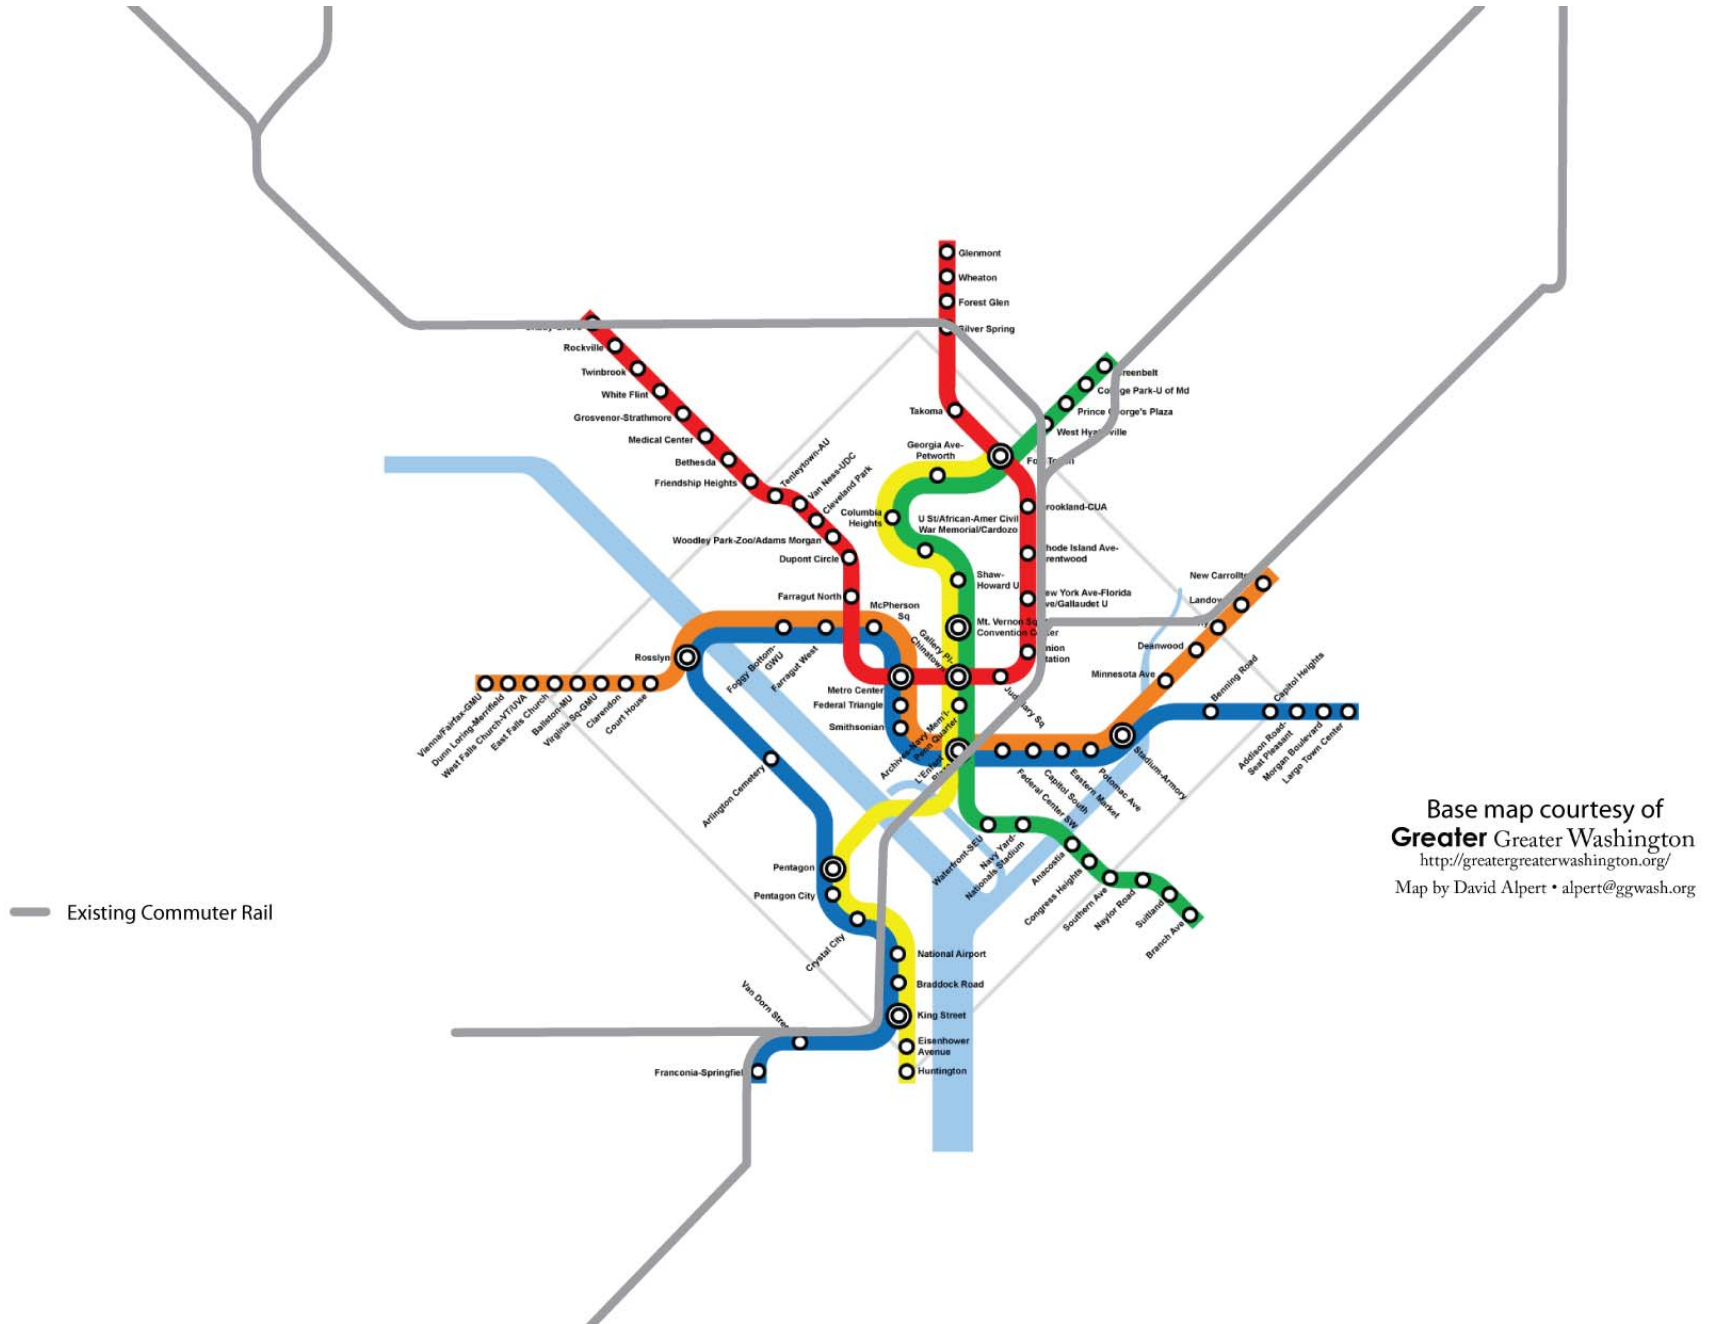 Glenmont
Wheaton
Forest Glen
Silver Spring
Rockville
Twinbrook
White Flint
Grosvenor-Strathmore
Medical Center
Bethesda
Friendship Heights
Tenleytown-AU
Van Ness-UDC
Cleveland Park
Woodley Park-Zoo/Adams Morgan
Dupont Circle
Farragut North
Takoma
Georgia Ave-
Petworth
Columbia
Heights
U St/African-Amer Civil
War Memorial/Cardozo
Shaw-
Howard U
Mt. Vernon
Convention
Gallery Pl-
Chinatown
reenbelt
Park-U of Md
Prince George's Plaza
West
rookland-CUA
hode Island Ave-
rentwood
ew York Ave-Florida
ve/Gallaudet U
nion
tation
McPherson
Sq
Rosslyn
Foggy Bottom-
GWU
Farragut West
Metro Center
Federal Triangle
Smithsonian
Archives-Navy Mem'l-
Penn Quarter
Vienna/Fairfax-GMU
Dunn Loring-Merrifield
West Falls Church-VT/UVA
East Falls Church
Ballston-MU
Virginia Sq-GMU
Clarendon
Court House
Arlington Cemetery
Pentagon
Pentagon City
Crystal City
National Airport
Braddock Road
King Street
Eisenhower
Avenue
Huntington
Van Dorn
Franconia-Springfiel
New
Deanwood
Minnesota Ave
Benning Road
Capitol Heights
Addison Road-
Seat Pleasant
Morgan Boulevard
Largo Town Center
Stadium-Armory
Potomac Ave
Eastern Market
Capitol South
Federal Center SW
Waterfront-SEU
Navy Yard-
Nationals Stadium
Anacostia
Congress Heights
Southern Ave
Naylor Road
Suitland
Branch Ave
Base map courtesy of
Greater Greater Washington
http://greatergreaterwashington.org/
Map by David Alpert • alpert@ggwash.org
Existing Commuter Rail